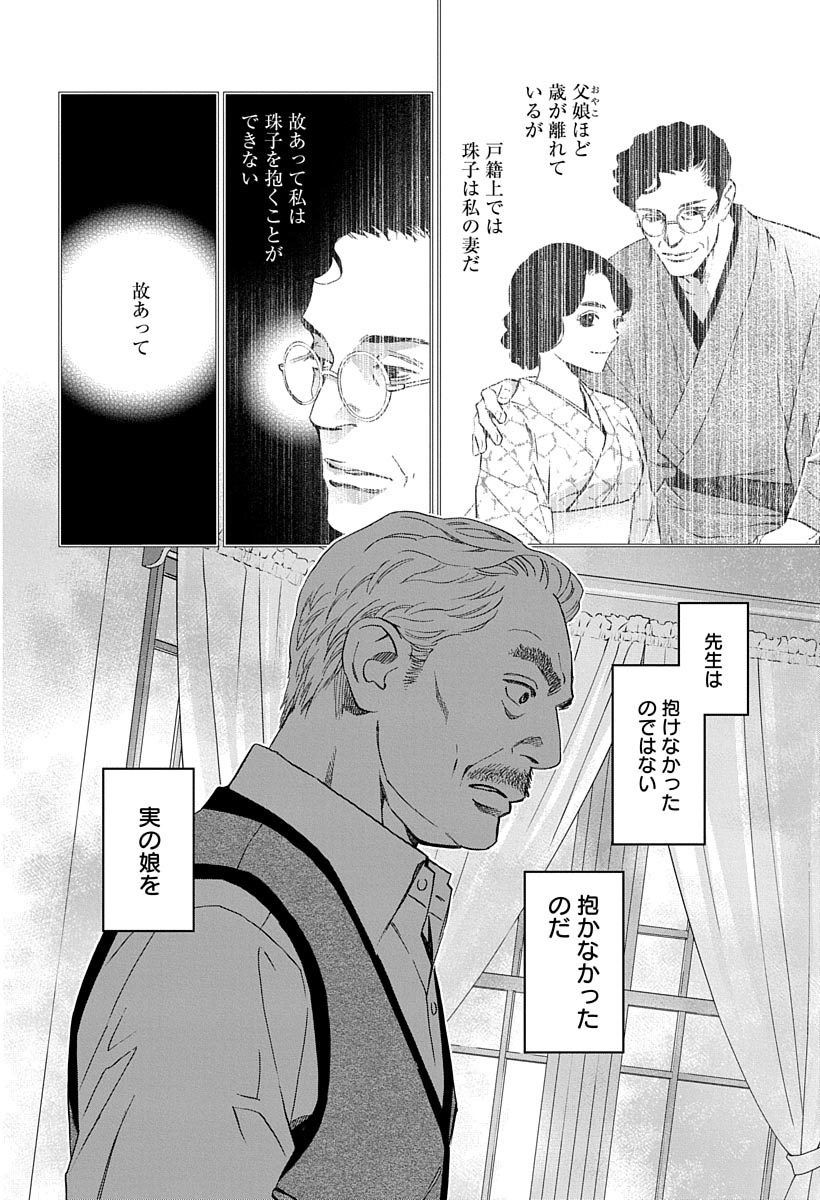 父娘ほど
おやこ
歳が離れて
いるが
戸籍上では
珠子は私の妻だ
故あって私は
珠子を抱くことが
できない
故あって
先生は
抱けなかった
のではない
抱かなかった
のだ
実の娘を